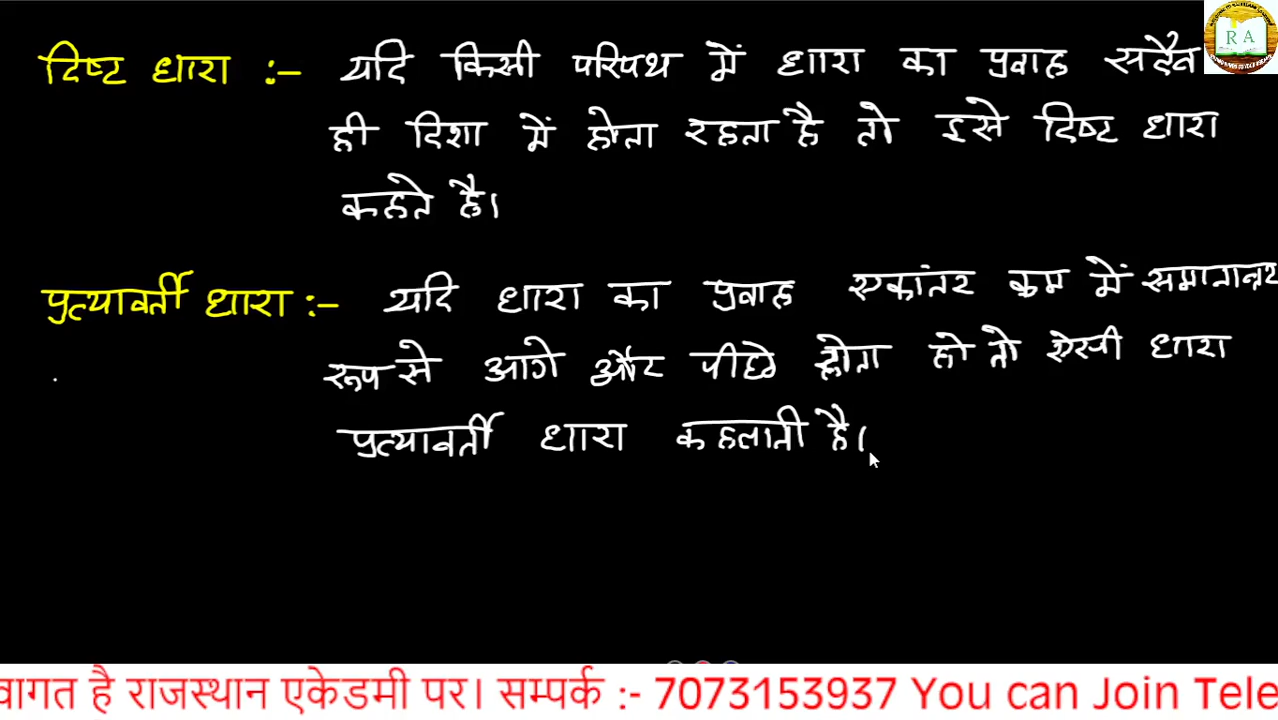 दिष्ट धारा :- यदि किसी परिपथ में धारा का प्रवाह सदैव
ही दिशा में होता रहता है तो इसे दिष्ट धारा
कहते है।
प्रत्यावर्ती धारा :- यदि धारा का प्रवाह एकांतर क्रम में समानान्तर
रूप से आगे और पीछे होता हो तो ऐसी धारा
प्रत्यावर्ती धारा कहलाती है।
RA
वागत है राजस्थान एकेडमी पर। सम्पर्क :- 7073153937 You can Join Tele